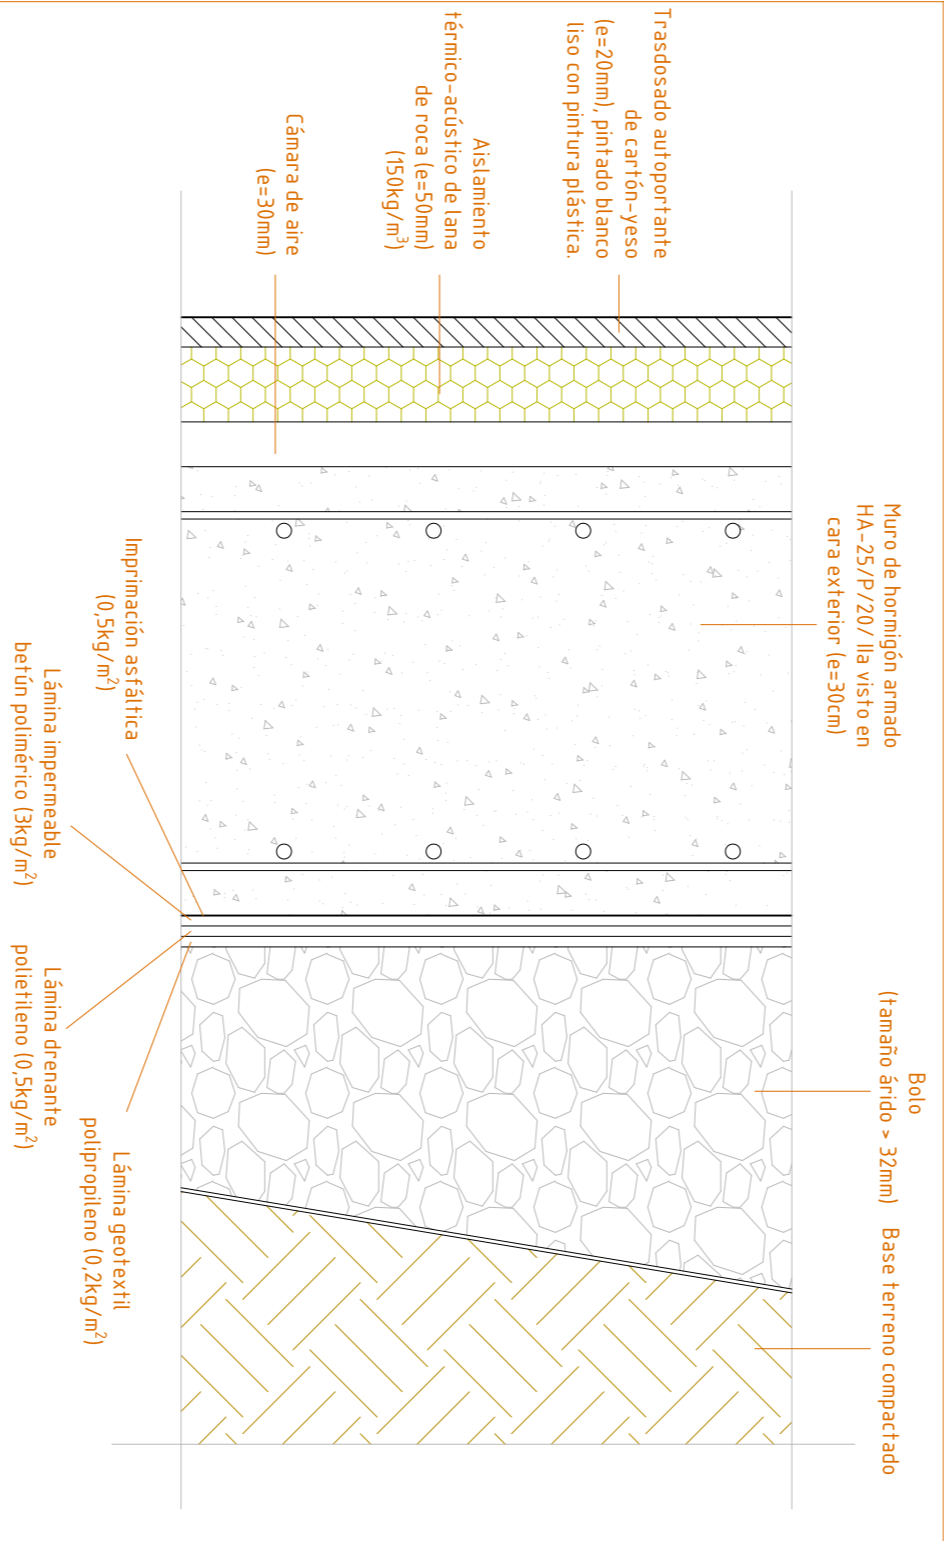 Trasdosado autoportante
de cartón-yeso
(e=20mm), pintado blanco
liso con pintura plástica.
Aislamiento
térmico-acústico de lana
de roca (e=50mm)
(150kg/m³)
Cámara de aire
(e=30mm)
Muro de hormigón armado
HA-25/P/20/ IIa visto en
cara exterior (e=30cm)
Imprimación asfáltica
(0,5kg/m²)
Lámina impermeable
betún polimérico (3kg/m²)
Lámina drenante
polietileno (0,5kg/m²)
Lámina geotextil
polipropileno (0,2kg/m²)
Bolo
(tamaño árido > 32mm)
Base terreno compactado